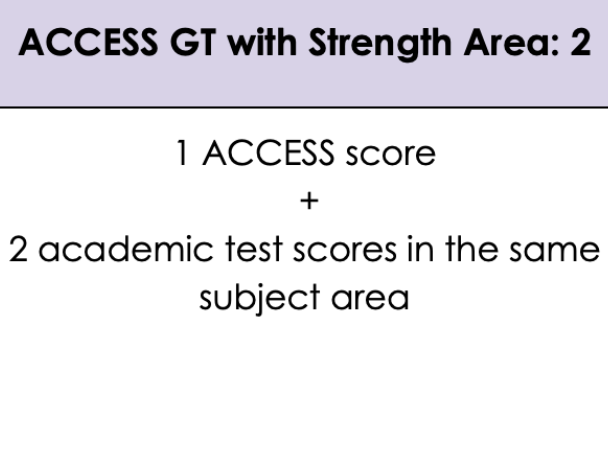 ACCESS GT with Strength Area: 2
1 ACCESS score
+
2 academic test scores in the same
subject area